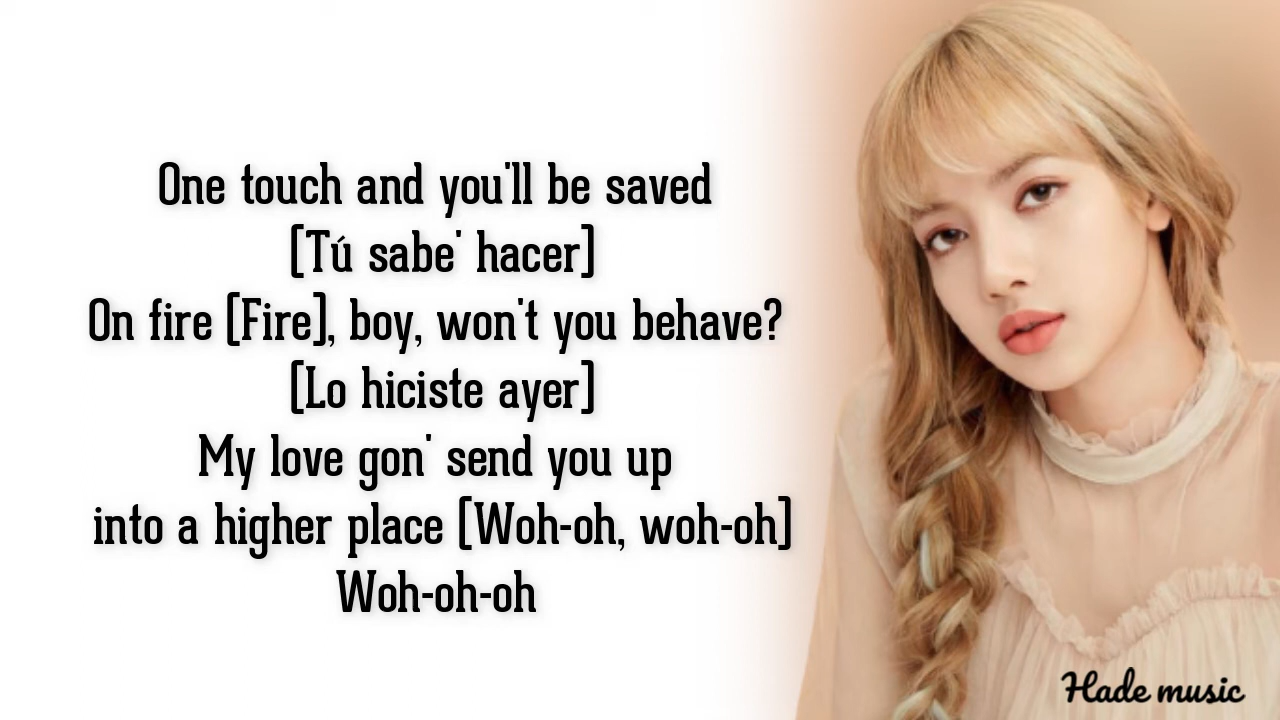 One touch and you'll be saved
[Tú sabe' hacer]
On fire [Fire], boy, won't you behave?
[Lo hiciste ayer]
My love gon' send you up
into a higher place [Woh-oh, woh-oh]
Woh-oh-oh
Hade music